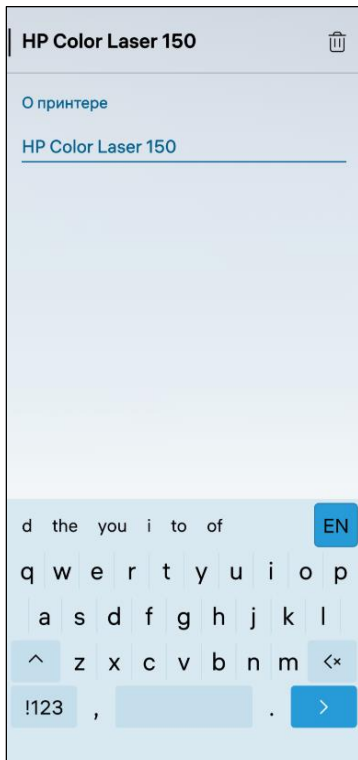 HP Color Laser 150
О принтере
HP Color Laser 150
d the you i to of EN
q w e r t y u i o p
a s d f g h j k l
z x c v b n m
!123 , .